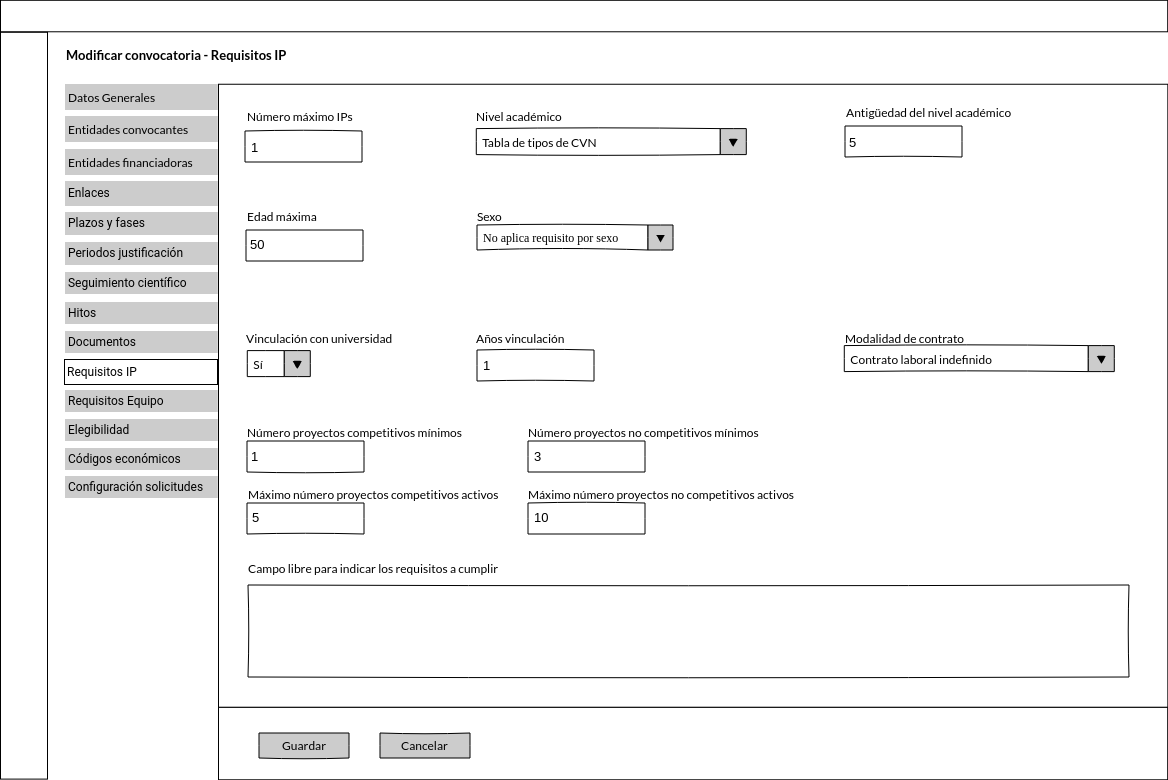 Modificar convocatoria - Requisitos IP
Datos Generales
Entidades convocantes
Entidades financiadoras
Enlaces
Plazos y fases
Periodos justificación
Seguimiento científico
Hitos
Documentos
Requisitos IP
Requisitos Equipo
Elegibilidad
Códigos económicos
Configuración solicitudes
Número máximo IPs
1
Nivel académico
Tabla de tipos de CVN
Antigüedad del nivel académico
5
Edad máxima
50
Sexo
No aplica requisito por sexo
Vinculación con universidad
Sí
Años vinculación
1
Modalidad de contrato
Contrato laboral indefinido
Número proyectos competitivos mínimos
1
Número proyectos no competitivos mínimos
3
Máximo número proyectos competitivos activos
5
Máximo número proyectos no competitivos activos
10
Campo libre para indicar los requisitos a cumplir
Guardar
Cancelar